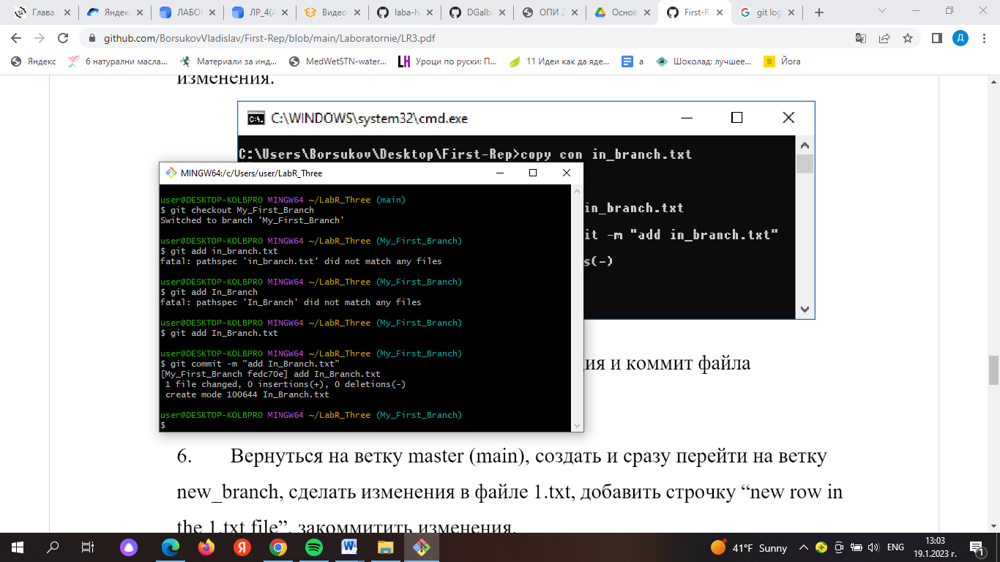 Глава
Яндекс
ЛАБОР
ЛР_4(А
Видео
laba-h
DGalba
ОПИ 2
Основ
First-R
git log
github.com/BorsukovVladislav/First-Rep/blob/main/Laboratornie/LR3.pdf
Д
Яндекс
6 натурални масла...
Материали за инд...
MedWetSTN-water...
LH
Уроци по руски: П...
11 Идеи как да яде...
а
Шоколад: лучшее...
Йога
изменения.
C:\WINDOWS\system32\cmd.exe
C:\Users\Borsukov\Desktop\First-Rep>copy con in_branch.txt
in_branch.txt
it -m "add in_branch.txt"
s(-)
MINGW64:/c/Users/user/LabR_Three
user@DESKTOP-KOLBPRO MINGW64 ~/LabR_Three (main)
$ git checkout My_First_Branch
Switched to branch 'My_First_Branch'
user@DESKTOP-KOLBPRO MINGW64 ~/LabR_Three (My_First_Branch)
$ git add in_branch.txt
fatal: pathspec 'in_branch.txt' did not match any files
user@DESKTOP-KOLBPRO MINGW64 ~/LabR_Three (My_First_Branch)
$ git add In_Branch
fatal: pathspec 'In_Branch' did not match any files
user@DESKTOP-KOLBPRO MINGW64 ~/LabR_Three (My_First_Branch)
$ git add In_Branch.txt
user@DESKTOP-KOLBPRO MINGW64 ~/LabR_Three (My_First_Branch)
$ git commit -m "add In_Branch.txt"
[My_First_Branch fedc70e] add In_Branch.txt
1 file changed, 0 insertions(+), 0 deletions(-)
create mode 100644 In_Branch.txt
user@DESKTOP-KOLBPRO MINGW64 ~/LabR_Three (My_First_Branch)
$
ия и коммит файла
6. Вернуться на ветку master (main), создать и сразу перейти на ветку
new_branch, сделать изменения в файле 1.txt, добавить строчку “new row in
the 1.txt file”, закоммитить изменения.
41°F Sunny
ENG
13:03
19.1.2023 г.
1